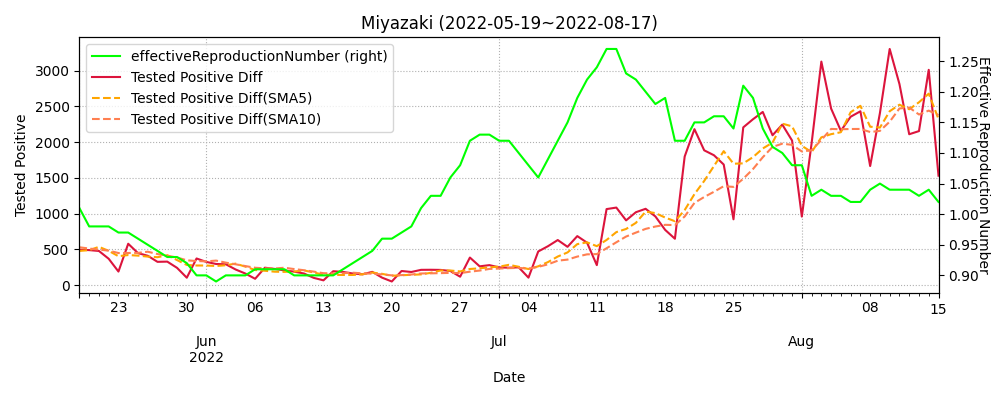 Miyazaki (2022-05-19~2022-08-17)
effectiveReproductionNumber (right)
Tested Positive Diff
Tested Positive Diff(SMA5)
Tested Positive Diff(SMA10)
Tested Positive
3000
2500
2000
1500
1000
500
0
1.25
1.20
1.15
1.10
1.05
1.00
0.95
0.90
Effective Reproduction Number
23 30 06 13 20 27 04 11 18 25 08 15
Jun Jul Aug
2022
Date